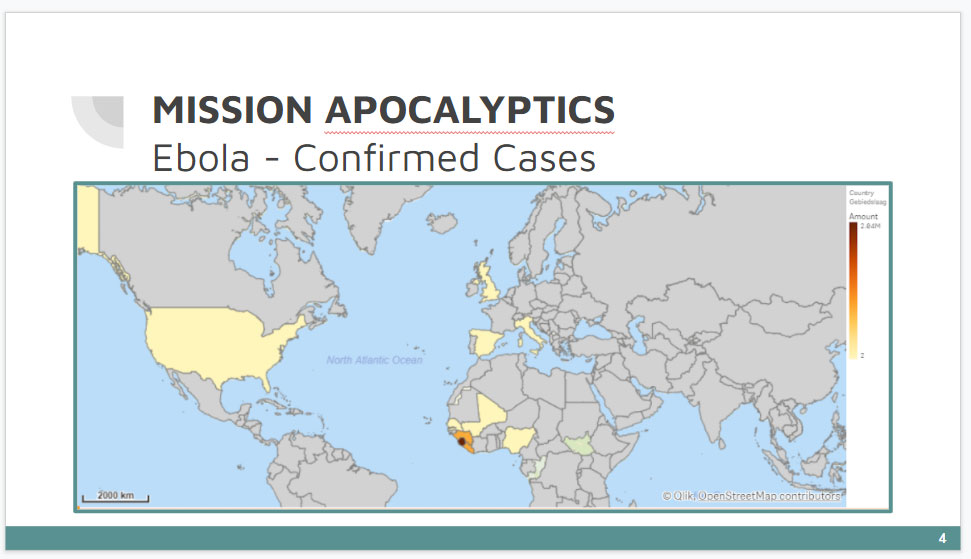 MISSION APOCALYPTICS
Ebola - Confirmed Cases
Country
Gebiedslaag
Amount
2.84M
2
North Atlantic Ocean
2000 km
© Qlik, OpenStreetMap contributors
4